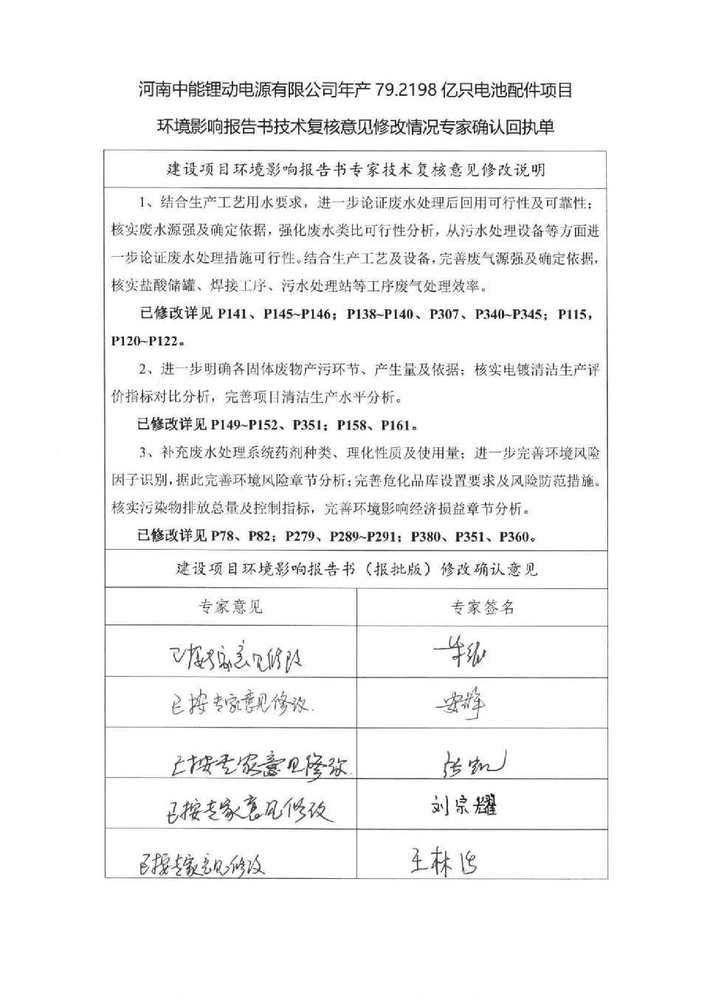 河南中能锂动电源有限公司年产 79.2198 亿只电池配件项目
环境影响报告书技术复核意见修改情况专家确认回执单
建设项目环境影响报告书专家技术复核意见修改说明
1、结合生产工艺用水要求，进一步论证废水处理后回用可行性及可靠性；
核实废水源强及确定依据，强化废水类比可行性分析，从污水处理设备等方面进
一步论证废水处理措施可行性。结合生产工艺及设备，完善废气源强及确定依据，
核实盐酸储罐、焊接工序、污水处理站等工序废气处理效率。
已修改详见 P141、P145~P146；P138~P140、P307、P340~P345；P115，
P120~P122。
2、进一步明确各固体废物产污环节、产生量及依据；核实电镀清洁生产评
价指标对比分析，完善项目清洁生产水平分析。
已修改详见 P149~P152、P351；P158、P161。
3、补充废水处理系统药剂种类、理化性质及使用量；进一步完善环境风险
因子识别，据此完善环境风险章节分析；完善危化品库设置要求及风险防范措施。
核实污染物排放总量及控制指标，完善环境影响经济损益章节分析。
已修改详见 P78、P82；P279、P289~P291；P380、P351、P360。
建设项目环境影响报告书（报批版）修改确认意见
专家意见 专家签名
已按专家意见修改
已按专家意见修改.
已按专家意见修改.
已按专家意见修改 刘宗耀
已按专家意见修改 王林